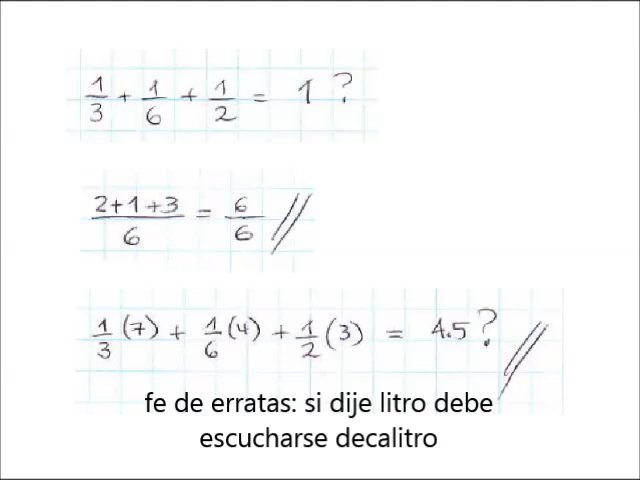 1/3 + 1/6 + 1/2 = 1 ?
2+1+3/6 = 6/6 //
1/3 (7) + 1/6 (4) + 1/2 (3) = 4.5 ? //
fe de erratas: si dije litro debe
escucharse decalitro